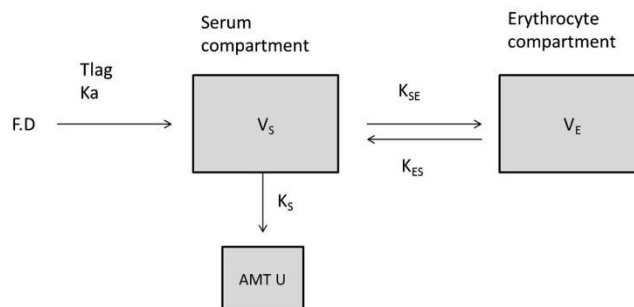 Serum
compartment
Erythrocyte
compartment
Tlag
Ka
F.D
V_S
K_SE
V_E
K_ES
K_S
AMT U